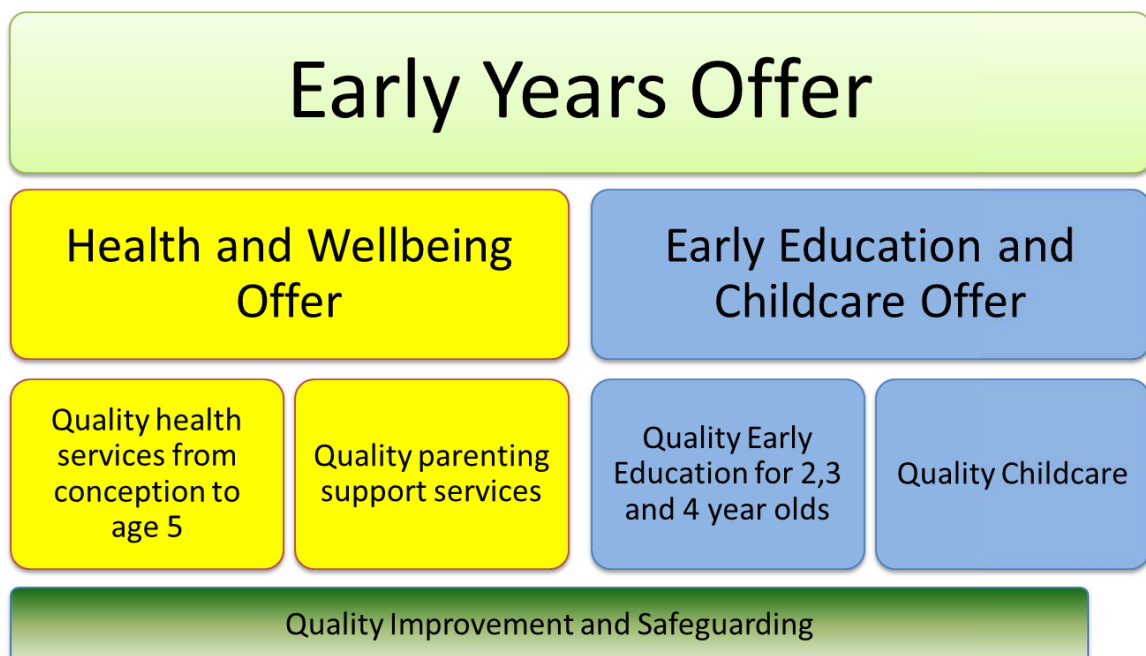 Early Years Offer
Health and Wellbeing
Offer
Early Education and
Childcare Offer
Quality health
services from
conception to
age 5
Quality parenting
support services
Quality Early
Education for 2,3
and 4 year olds
Quality Childcare
Quality Improvement and Safeguarding